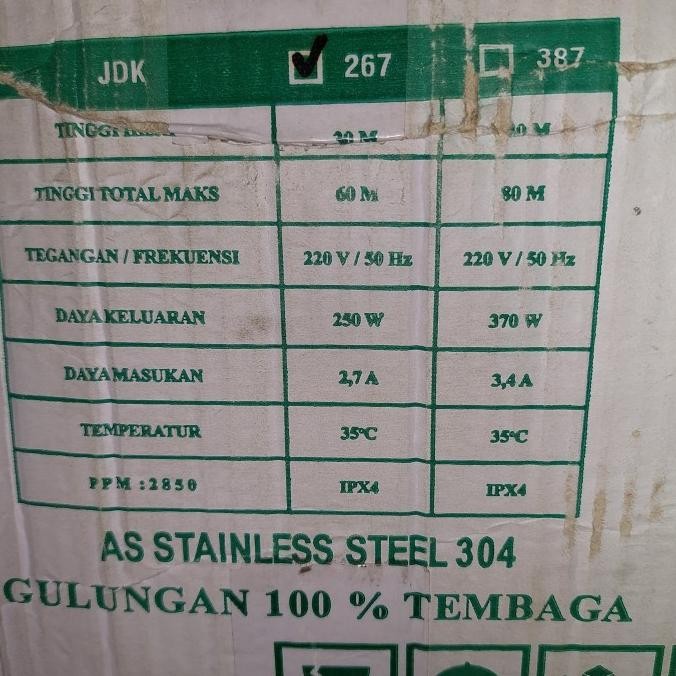 JDK 267 387
TINGGI 20 M
TINGGI TOTAL MAKS 60 M 80 M
TEGANGAN / FREKUENSI 220 V / 50 Hz 220 V / 50 Hz
DAYA KELUARAN 250 W 370 W
DAYA MASUKAN 2,7 A 3,4 A
TEMPERATUR 35°C 35°C
PPM : 2850 IPX4 IPX4
AS STAINLESS STEEL 304
GULUNGAN 100 % TEMBAGA